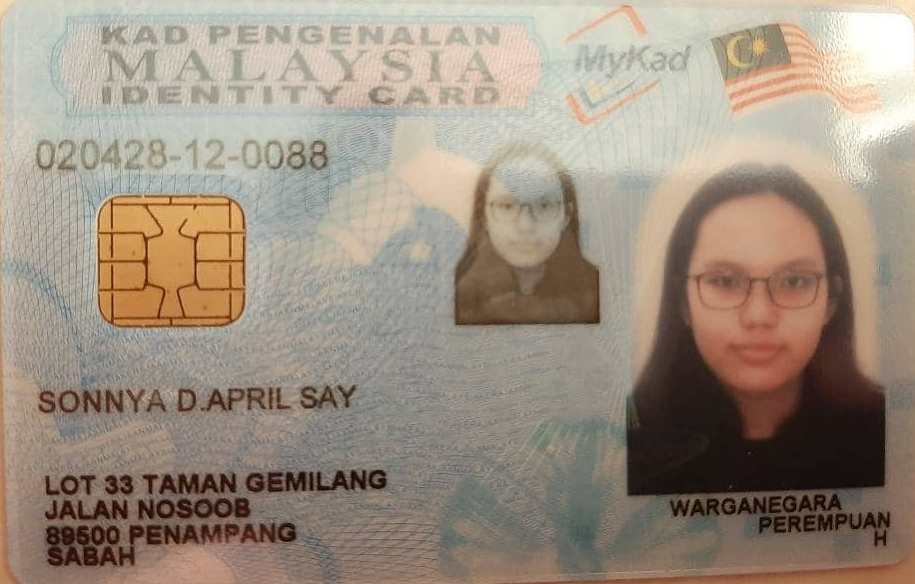 KAD PENGENALAN
MALAYSIA
IDENTITY CARD
MyKad
020428-12-0088
SONNYA D.APRIL SAY
LOT 33 TAMAN GEMILANG
JALAN NOSOOB
89500 PENAMPANG
SABAH
WARGANEGARA
PEREMPUAN
H